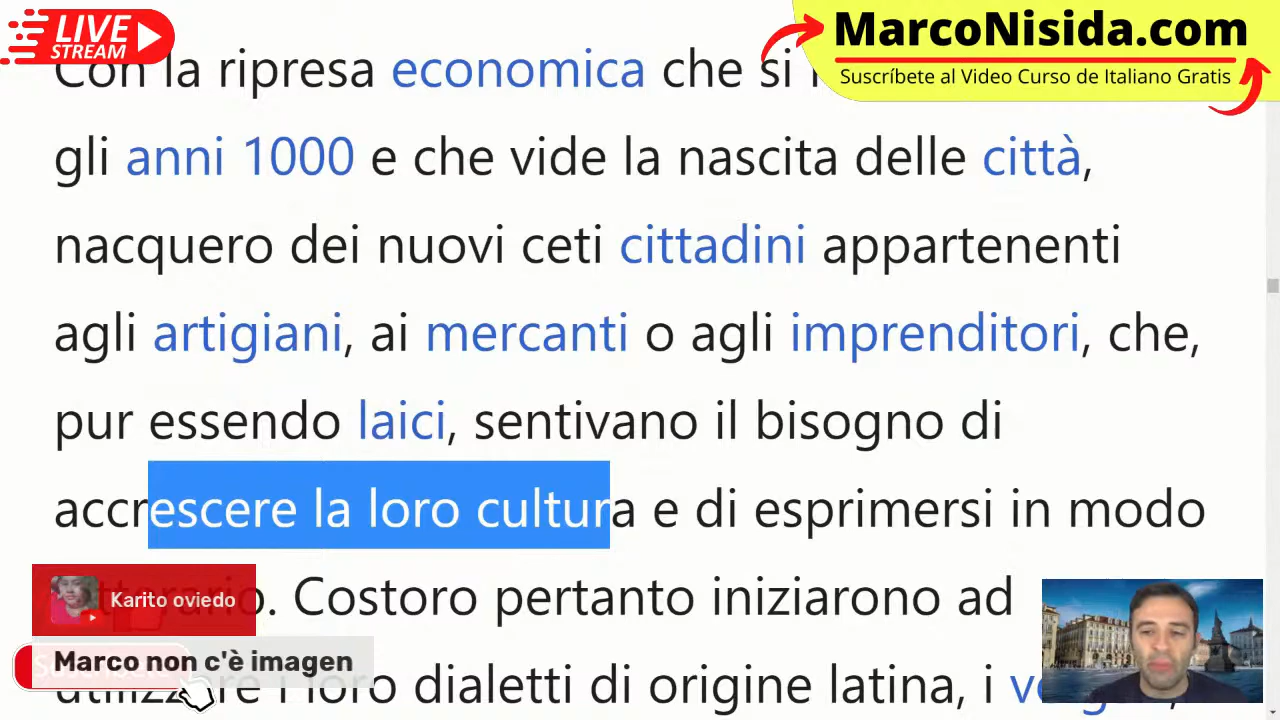 LIVE
STREAM
MarcoNisida.com
Suscríbete al Video Curso de Italiano Gratis
Con la ripresa economica che si
gli anni 1000 e che vide la nascita delle città,
nacquero dei nuovi ceti cittadini appartenenti
agli artigiani, ai mercanti o agli imprenditori, che,
pur essendo laici, sentivano il bisogno di
accrescere la loro cultura e di esprimersi in modo
Costoro pertanto iniziarono ad
Karito oviedo
Marco non c'è imagen
i loro dialetti di origine latina, i